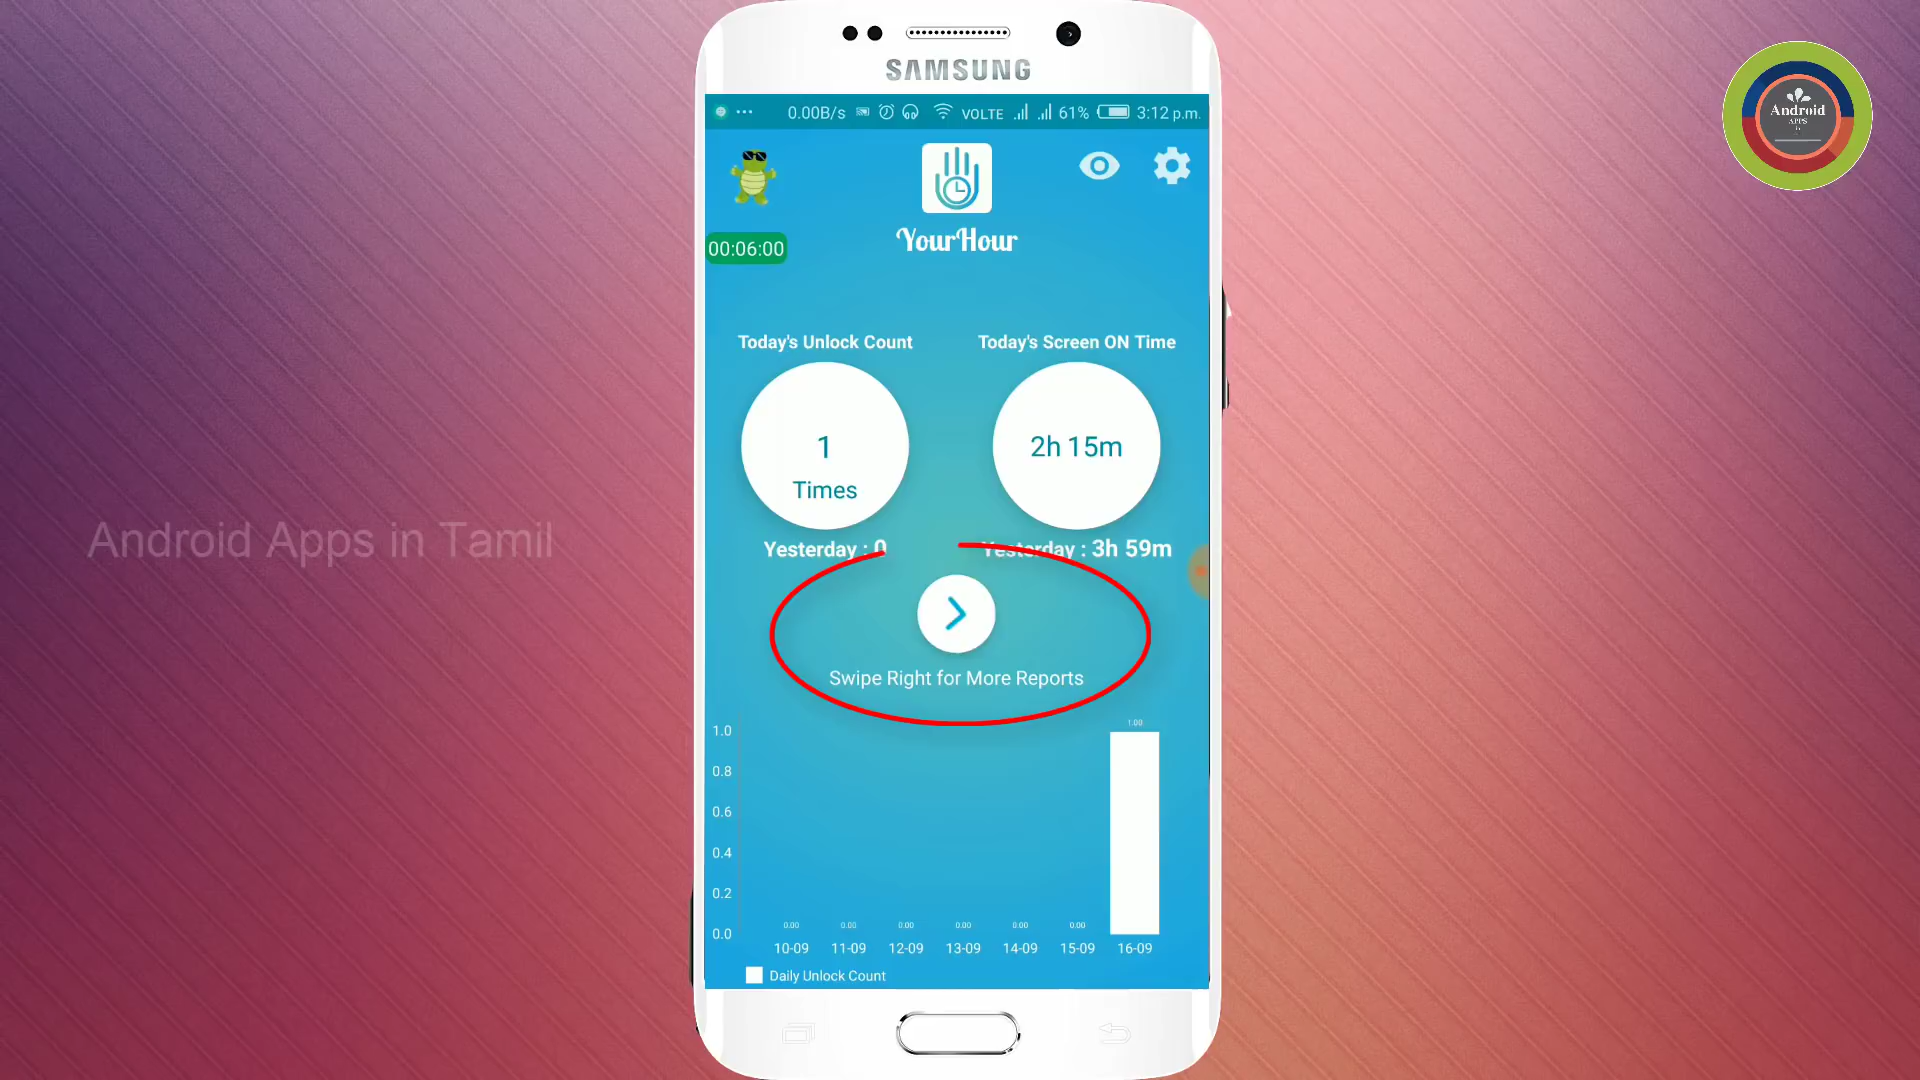 SAMSUNG
0.00B/s VOLTE 61% 3:12 p.m.
YourHour
00:06:00
Today's Unlock Count
Today's Screen ON Time
1
Times
2h 15m
Yesterday : 0
Yesterday : 3h 59m
Swipe Right for More Reports
1.00
1.0
0.8
0.6
0.4
0.2
0.0
0.00 0.00 0.00 0.00 0.00 0.00
10-09 11-09 12-09 13-09 14-09 15-09 16-09
Daily Unlock Count
Android Apps in Tamil
Android
APPS